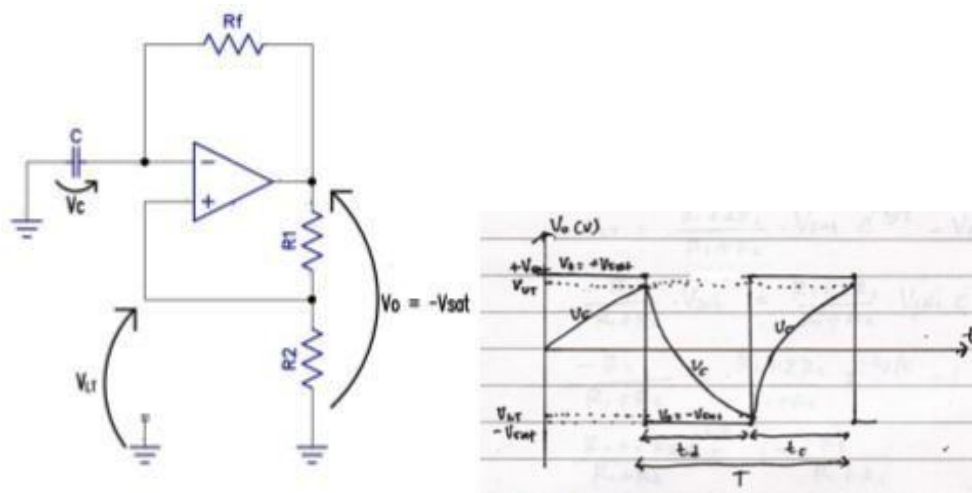 Rf
C
Vc
−
+
R1
R2
VLT
Vo = -Vsat
Vo (V)
Vo = +Vsat
VUT
Vc
Vc
Vc
t
VLT
Vo = -Vsat
-Vsat
td
tc
T